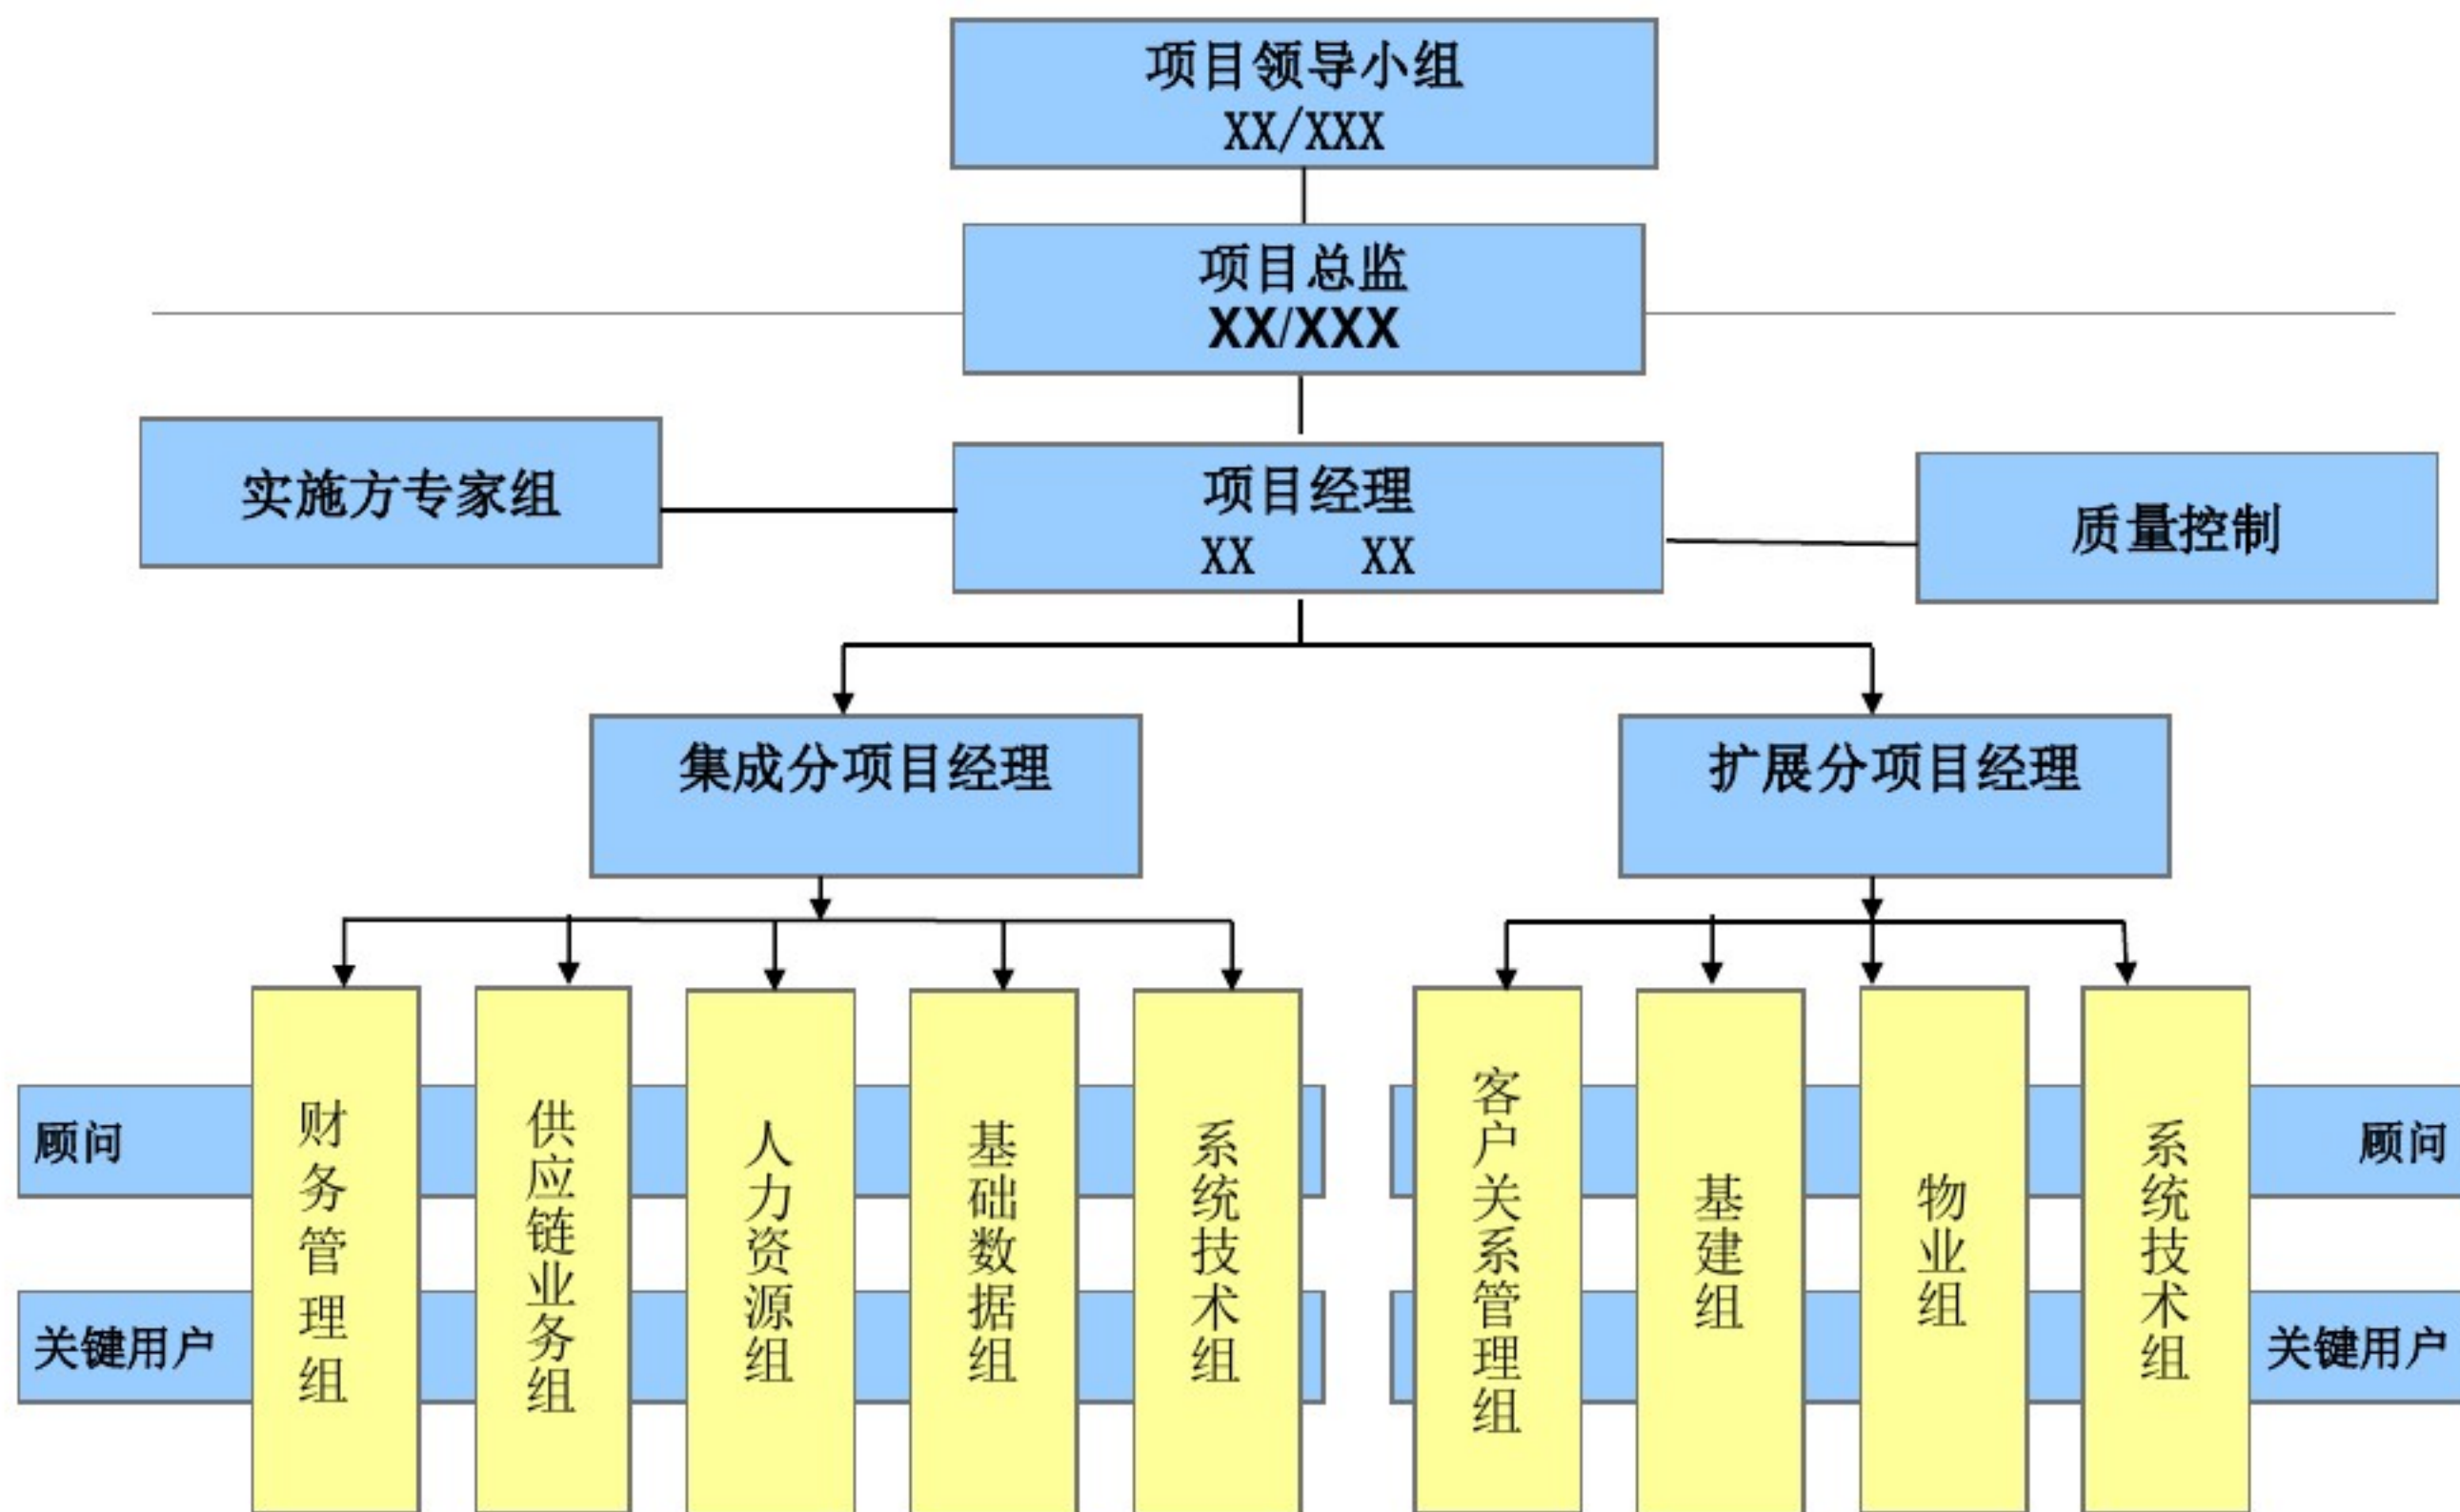 项目领导小组
XX/XXX
项目总监
XX/XXX
实施方专家组
项目经理
XX XX
质量控制
集成分项目经理
扩展分项目经理
顾问
关键用户
财务管理组
供应链业务组
人力资源组
基础数据组
系统技术组
客户关系管理组
基建组
物业组
系统技术组
顾问
关键用户